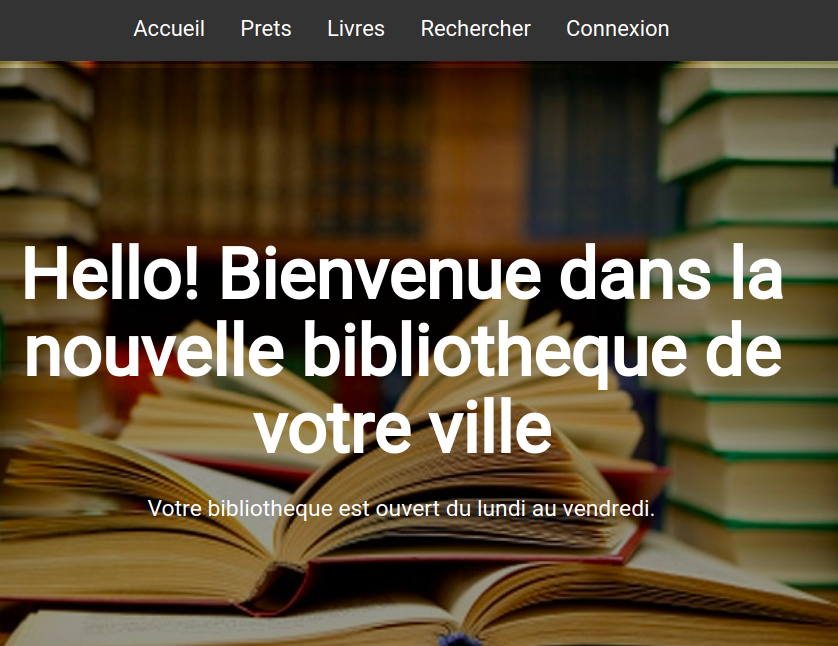 Accueil Prets Livres Rechercher Connexion
Hello! Bienvenue dans la
nouvelle bibliotheque de
votre ville
Votre bibliotheque est ouvert du lundi au vendredi.